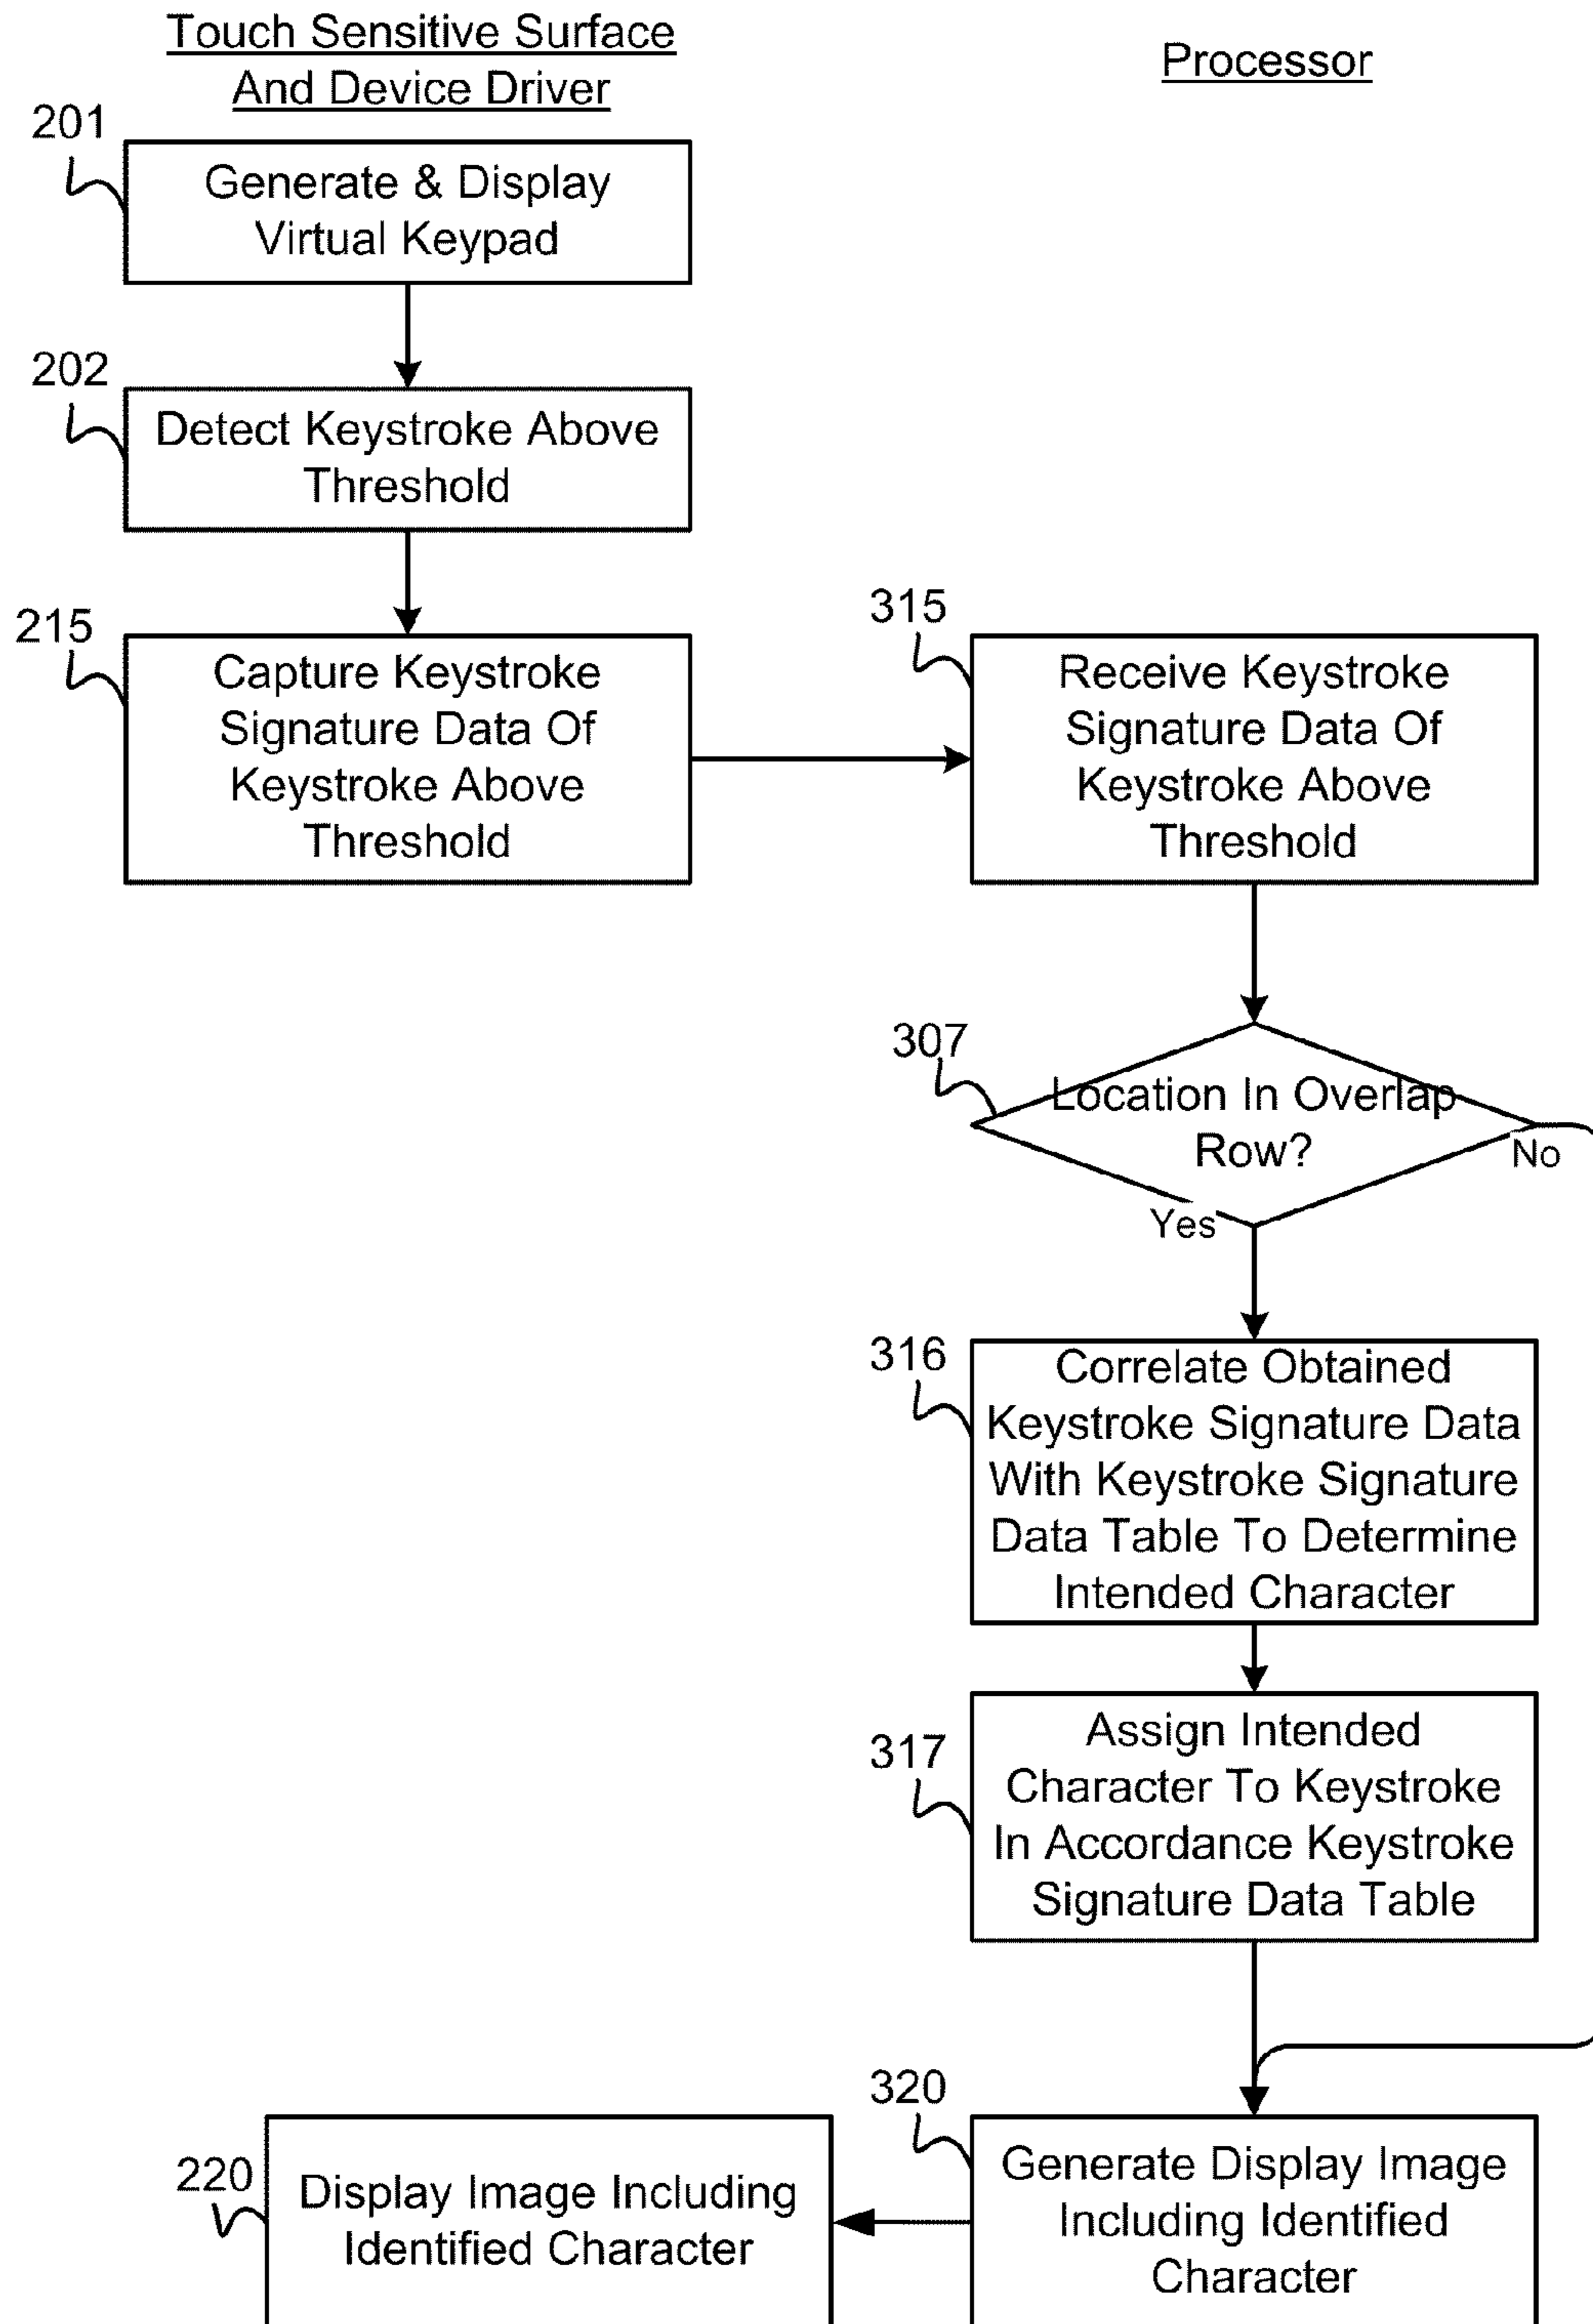 Touch Sensitive Surface
And Device Driver
Processor
201
Generate & Display
Virtual Keypad
202
Detect Keystroke Above
Threshold
215
Capture Keystroke
Signature Data Of
Keystroke Above
Threshold
315
Receive Keystroke
Signature Data Of
Keystroke Above
Threshold
307
Location In Overlap
Row?
No
Yes
316
Correlate Obtained
Keystroke Signature Data
With Keystroke Signature
Data Table To Determine
Intended Character
317
Assign Intended
Character To Keystroke
In Accordance Keystroke
Signature Data Table
320
Generate Display Image
Including Identified
Character
220
Display Image Including
Identified Character